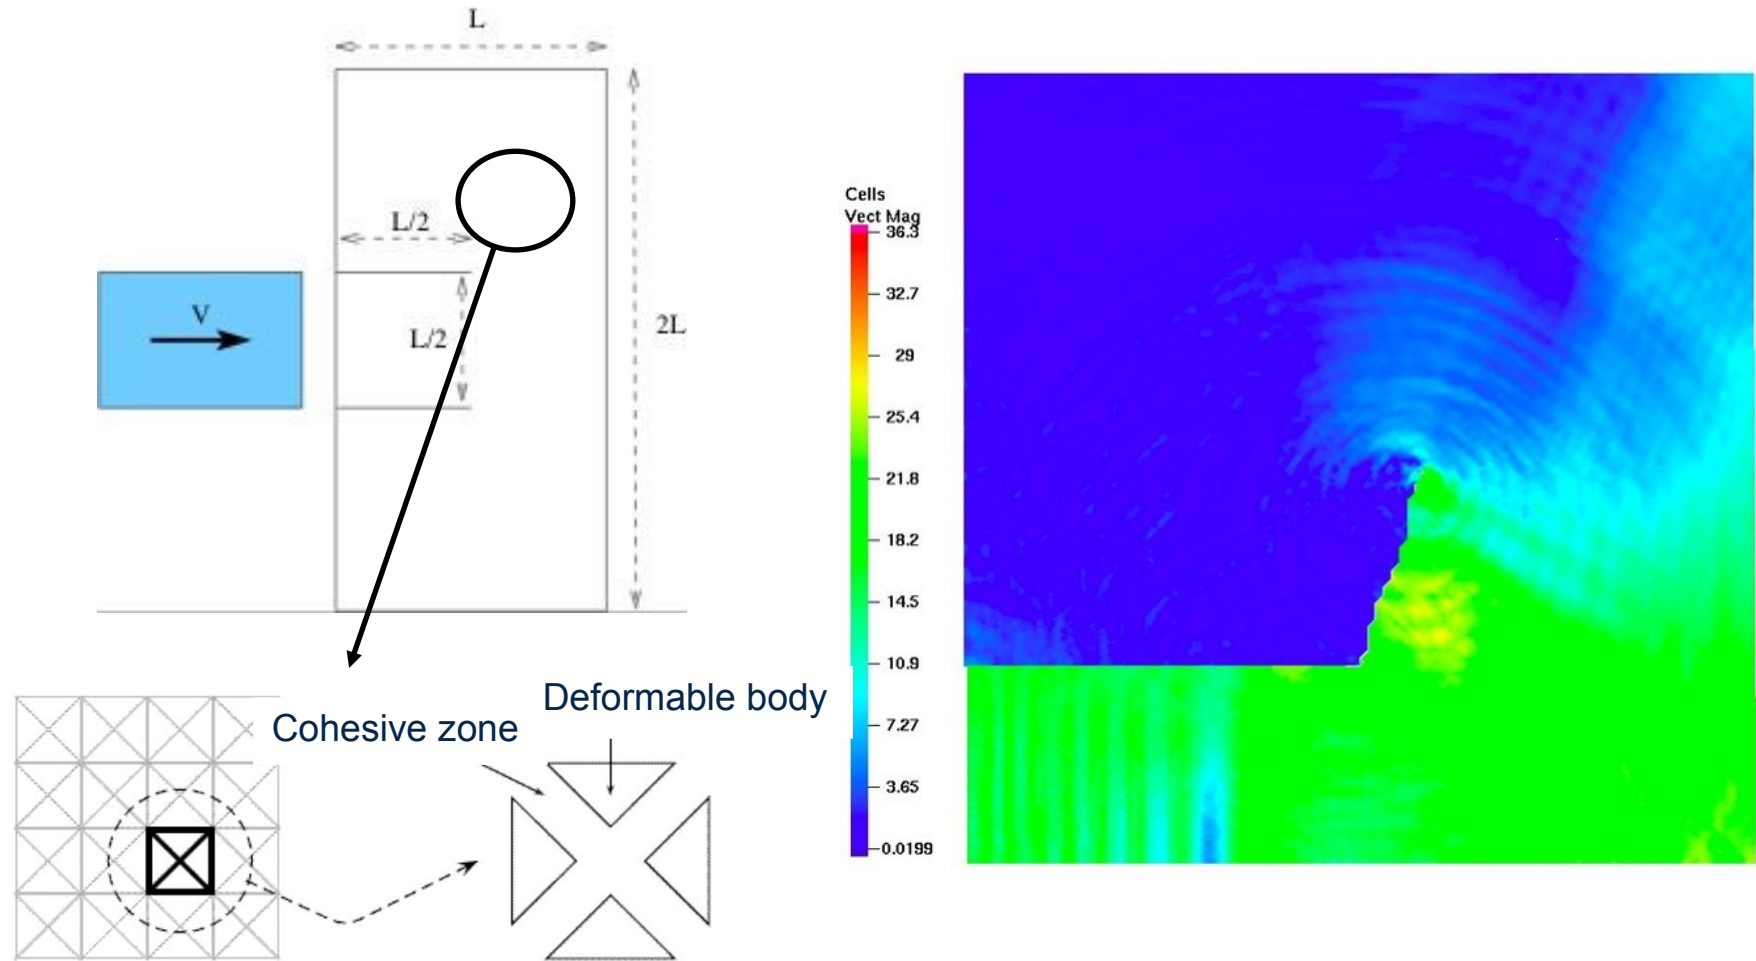 L
L/2
V
L/2
2L
Cohesive zone
Deformable body
Cells
Vect Mag
36.3
32.7
29
25.4
21.8
18.2
14.5
10.9
7.27
3.65
0.0199